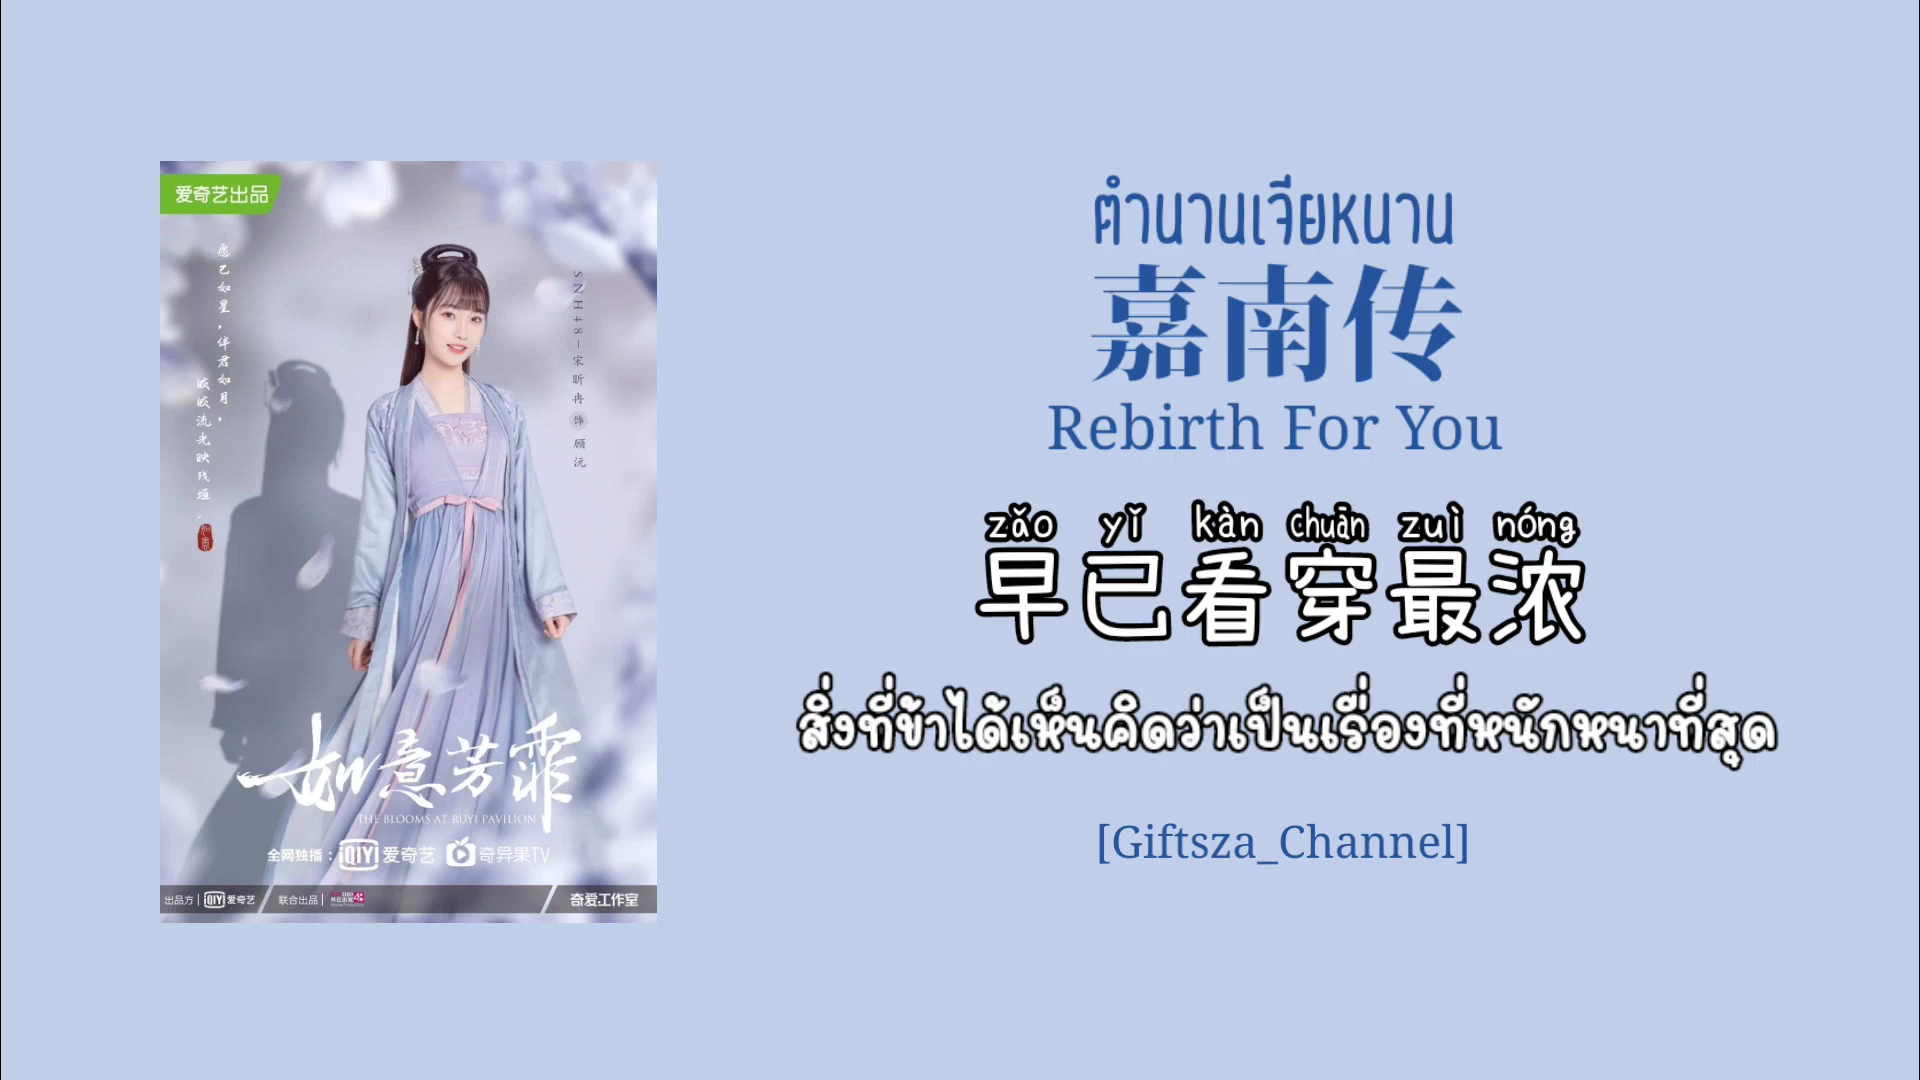 爱奇艺出品
愿己如星，伴君如月，
皎皎流光映残垣。
SNH48-宋昕冉 饰 顾沅
如意芳霏
THE BLOOMS AT RUYI PAVILION
全网独播：iQIYI 爱奇艺 奇异果TV
出品方 iQIYI 爱奇艺 联合出品 奇爱工作室
ตำนานเจียหนาน
嘉南传
Rebirth For You
zǎo yǐ kàn chuān zuì nóng
早已看穿最浓
สิ่งที่ข้าได้เห็นคิดว่าเป็นเรื่องที่หนักหนาที่สุด
[Giftsza_Channel]